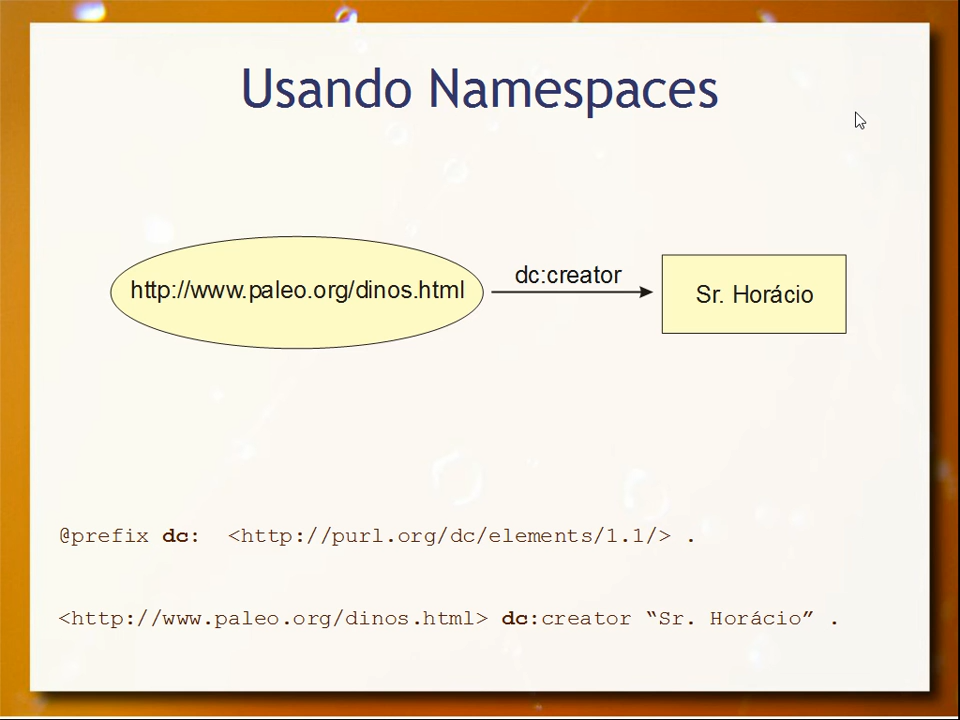 Usando Namespaces
http://www.paleo.org/dinos.html
dc:creator
Sr. Horácio
@prefix dc:  <http://purl.org/dc/elements/1.1/> .
<http://www.paleo.org/dinos.html> dc:creator “Sr. Horácio” .